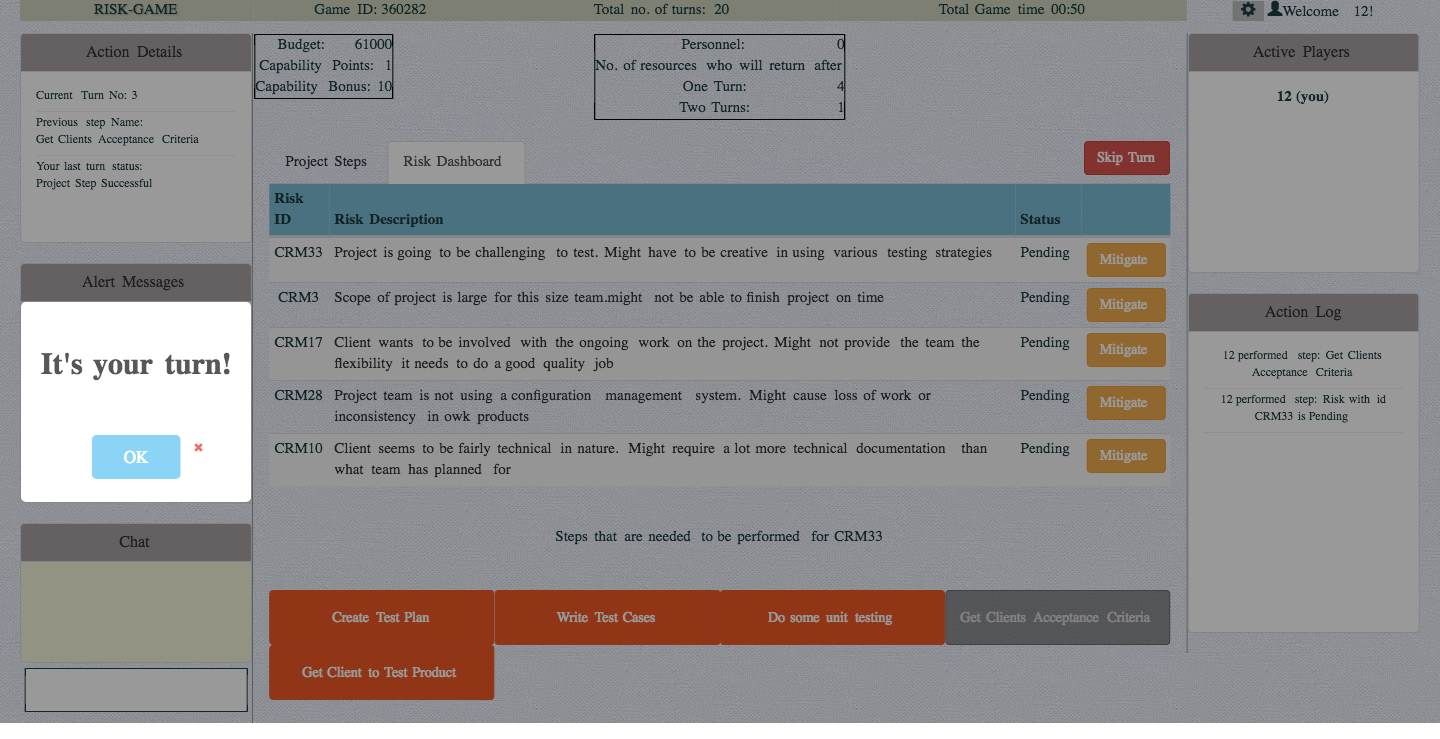 RISK-GAME
Game ID: 360282
Total no. of turns: 20
Total Game time 00:50
Welcome 12!
Action Details
Current Turn No: 3
Previous step Name:
Get Clients Acceptance Criteria
Your last turn status:
Project Step Successful
Alert Messages
It's your turn!
OK
Chat
Budget: 61000
Capability Points: 1
Capability Bonus: 10
Personnel: 0
No. of resources who will return after
One Turn: 4
Two Turns: 1
Project Steps
Risk Dashboard
Skip Turn
Risk
ID Risk Description Status
CRM33 Project is going to be challenging to test. Might have to be creative in using various testing strategies Pending Mitigate
CRM3 Scope of project is large for this size team.might not be able to finish project on time Pending Mitigate
CRM17 Client wants to be involved with the ongoing work on the project. Might not provide the team the Pending Mitigate
flexibility it needs to do a good quality job
CRM28 Project team is not using a configuration management system. Might cause loss of work or Pending Mitigate
inconsistency in owk products
CRM10 Client seems to be fairly technical in nature. Might require a lot more technical documentation than Pending Mitigate
what team has planned for
Steps that are needed to be performed for CRM33
Create Test Plan
Write Test Cases
Do some unit testing
Get Clients Acceptance Criteria
Get Client to Test Product
Active Players
12 (you)
Action Log
12 performed step: Get Clients
Acceptance Criteria
12 performed step: Risk with id
CRM33 is Pending